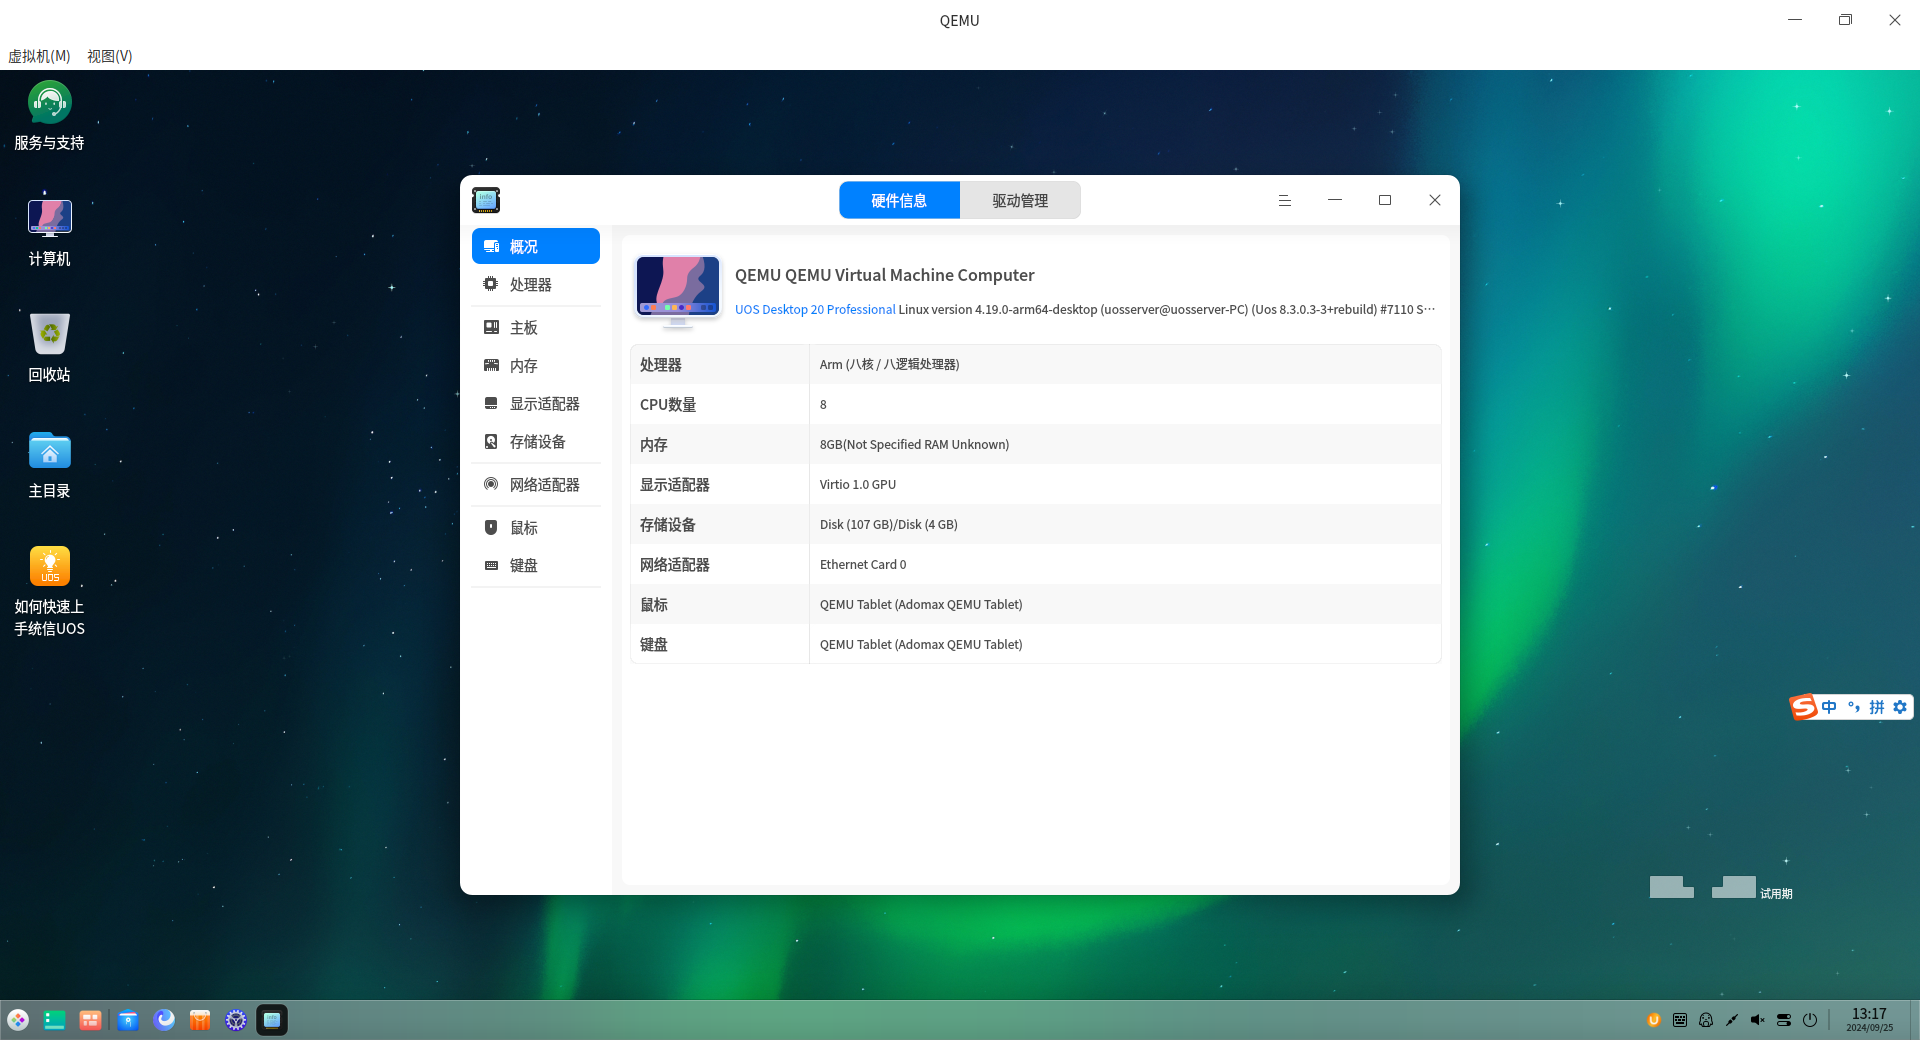 QEMU
虚拟机(M) 视图(V)
服务与支持
计算机
回收站
主目录
UOS
如何快速上
手统信UOS
info
硬件信息
驱动管理
概况
处理器
主板
内存
显示适配器
存储设备
网络适配器
鼠标
键盘
QEMU QEMU Virtual Machine Computer
UOS Desktop 20 Professional Linux version 4.19.0-arm64-desktop (uosserver@uosserver-PC) (Uos 8.3.0.3-3+rebuild) #7110 S···
处理器 Arm (八核 / 八逻辑处理器)
CPU数量 8
内存 8GB(Not Specified RAM Unknown)
显示适配器 Virtio 1.0 GPU
存储设备 Disk (107 GB)/Disk (4 GB)
网络适配器 Ethernet Card 0
鼠标 QEMU Tablet (Adomax QEMU Tablet)
键盘 QEMU Tablet (Adomax QEMU Tablet)
S 中 °, 拼
试用期
13:17
2024/09/25